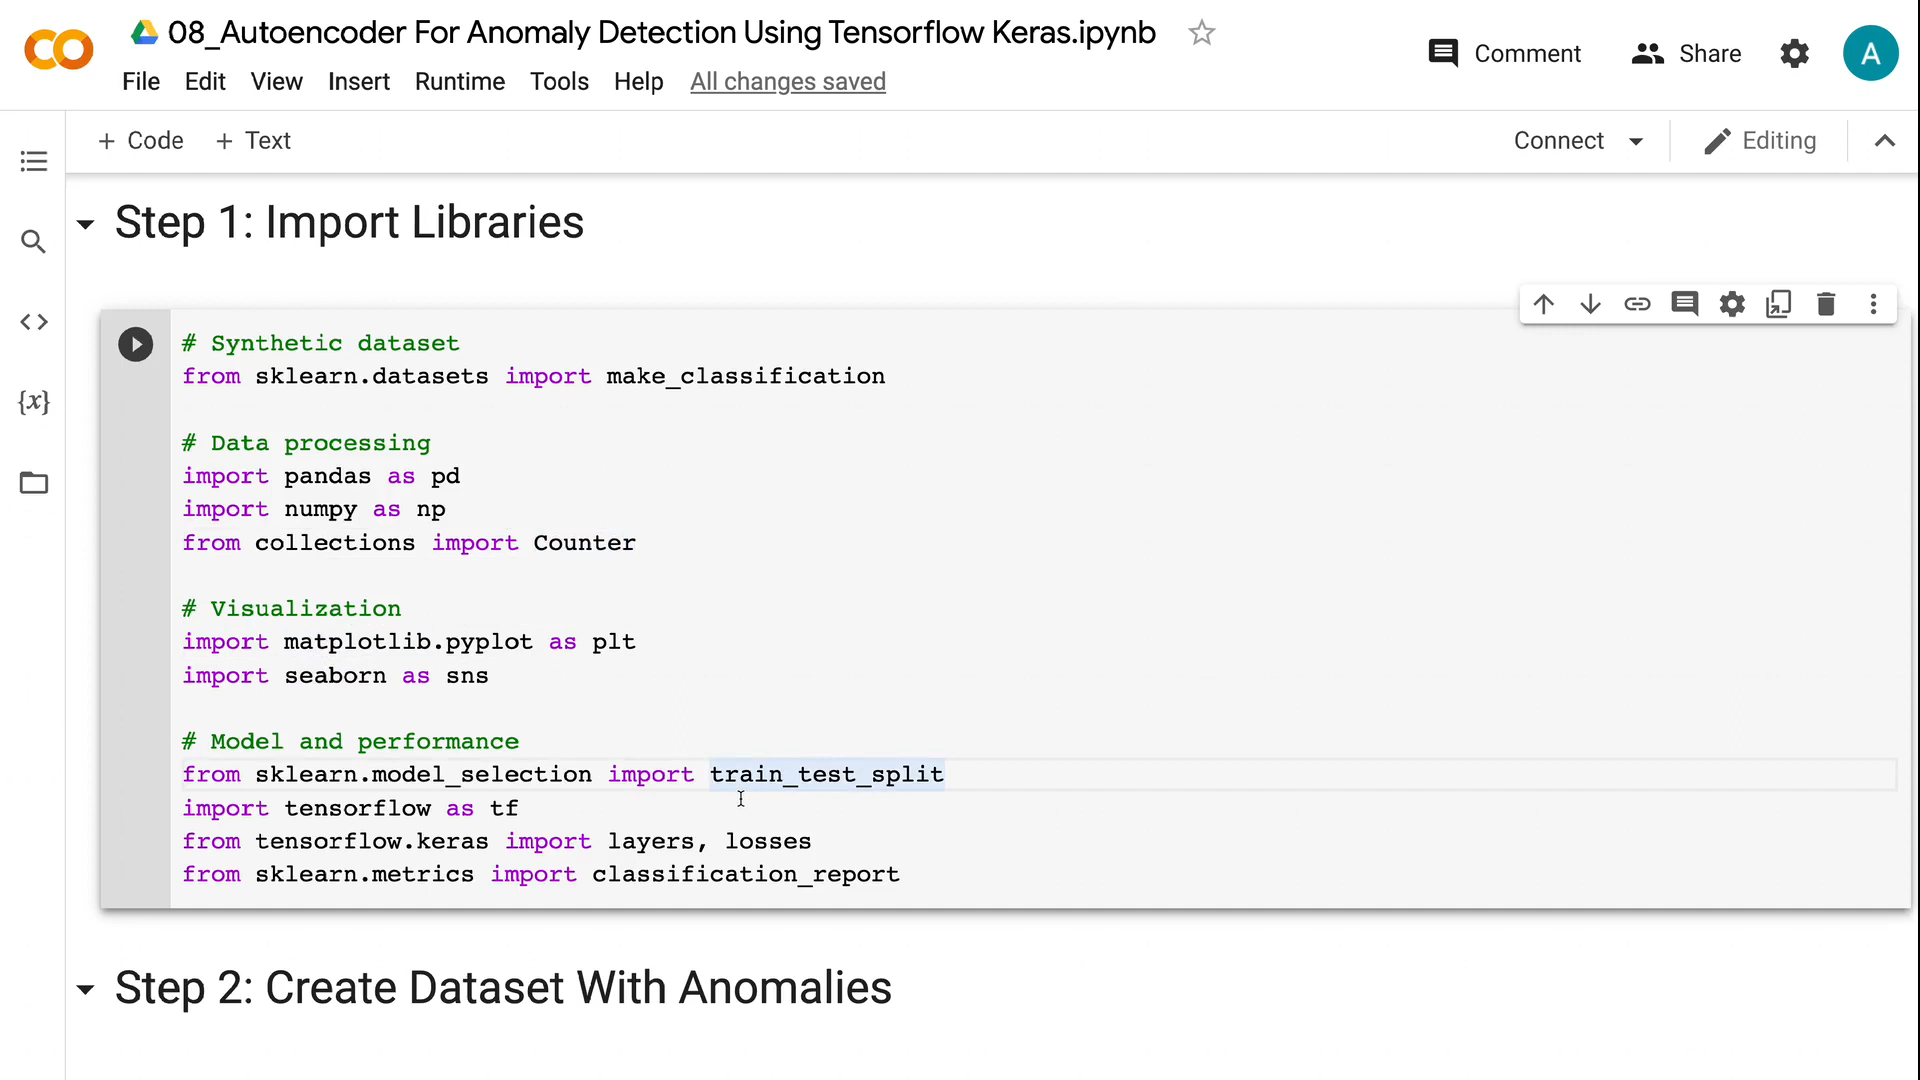 08_Autoencoder For Anomaly Detection Using Tensorflow Keras.ipynb
File Edit View Insert Runtime Tools Help All changes saved
Comment Share A
+ Code + Text
Connect Editing
Step 1: Import Libraries
# Synthetic dataset
from sklearn.datasets import make_classification
# Data processing
import pandas as pd
import numpy as np
from collections import Counter
# Visualization
import matplotlib.pyplot as plt
import seaborn as sns
# Model and performance
from sklearn.model_selection import train_test_split
import tensorflow as tf
from tensorflow.keras import layers, losses
from sklearn.metrics import classification_report
Step 2: Create Dataset With Anomalies